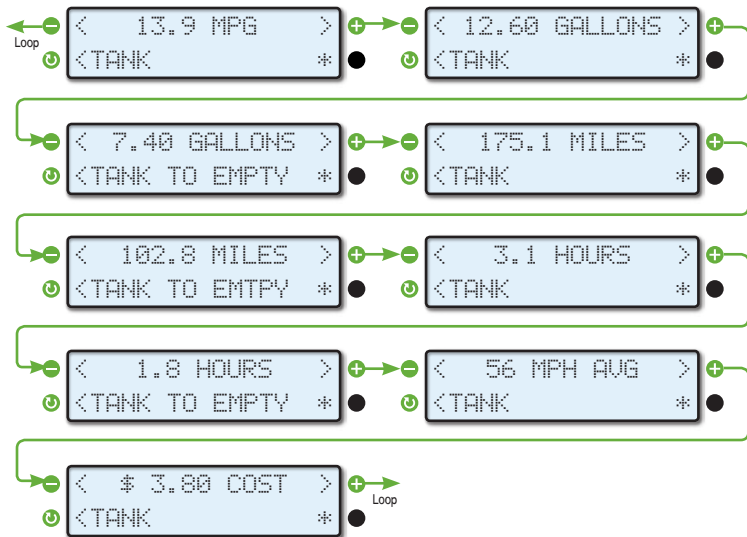 < 13.9 MPG >
<TANK *
Loop
< 12.60 GALLONS >
<TANK *
< 7.40 GALLONS >
<TANK TO EMPTY *
< 175.1 MILES >
<TANK *
< 102.8 MILES >
<TANK TO EMTPY *
< 3.1 HOURS >
<TANK *
< 1.8 HOURS >
<TANK TO EMPTY *
< 56 MPH AVG >
<TANK *
< $ 3.80 COST >
<TANK *
Loop